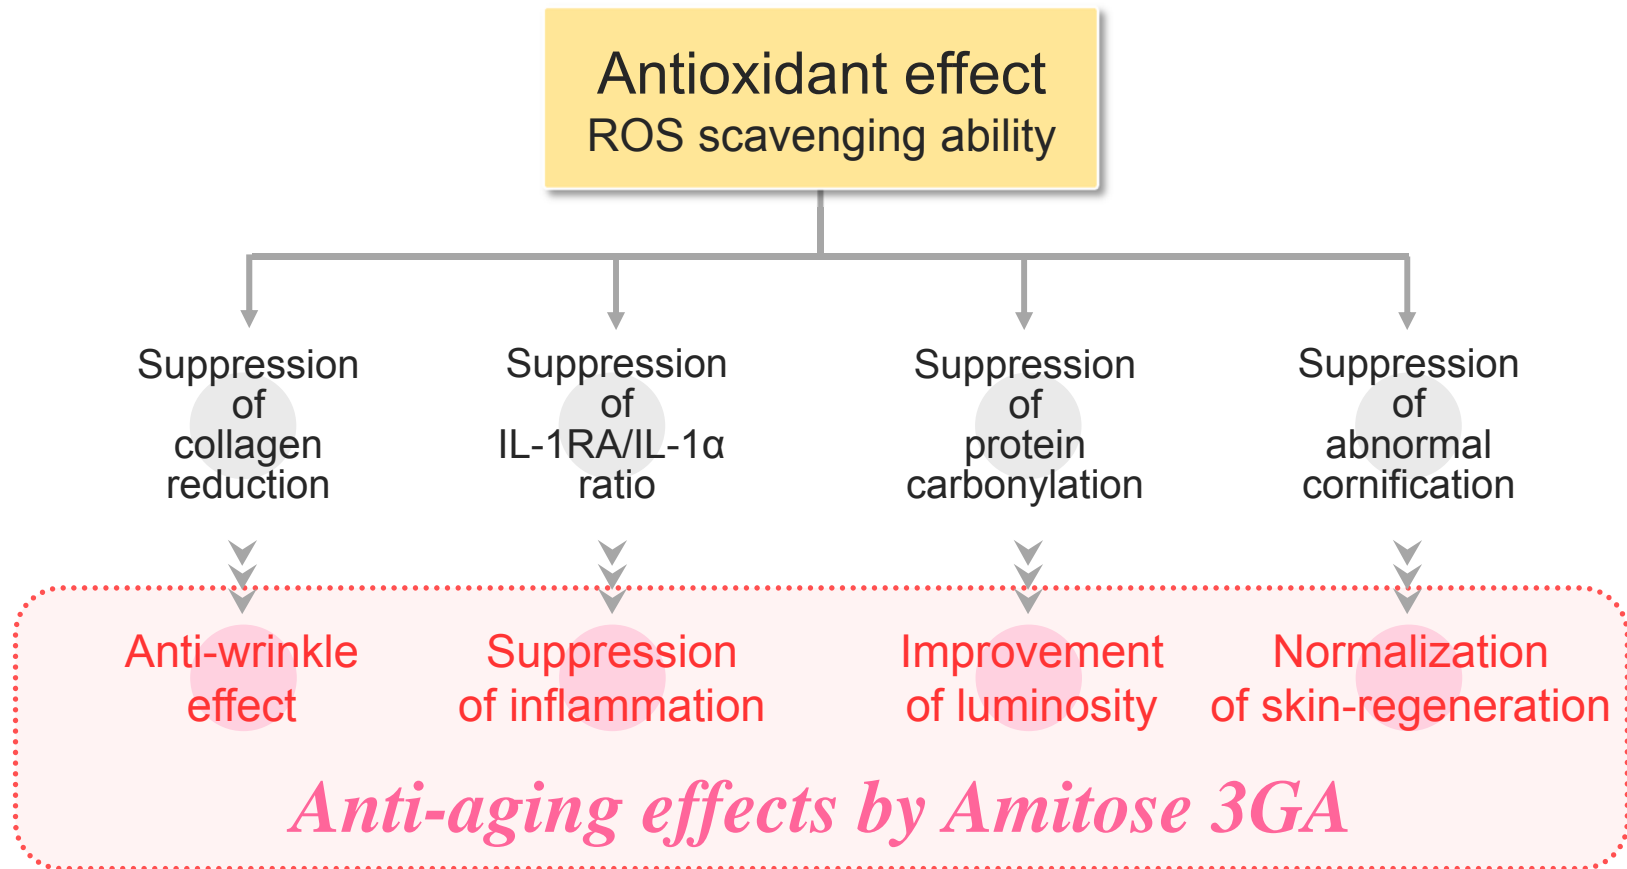 Antioxidant effect
ROS scavenging ability
Suppression
of
collagen
reduction
Suppression
of
IL-1RA/IL-1α
ratio
Suppression
of
protein
carbonylation
Suppression
of
abnormal
cornification
Anti-wrinkle
effect
Suppression
of inflammation
Improvement
of luminosity
Normalization
of skin-regeneration
Anti-aging effects by Amitose 3GA